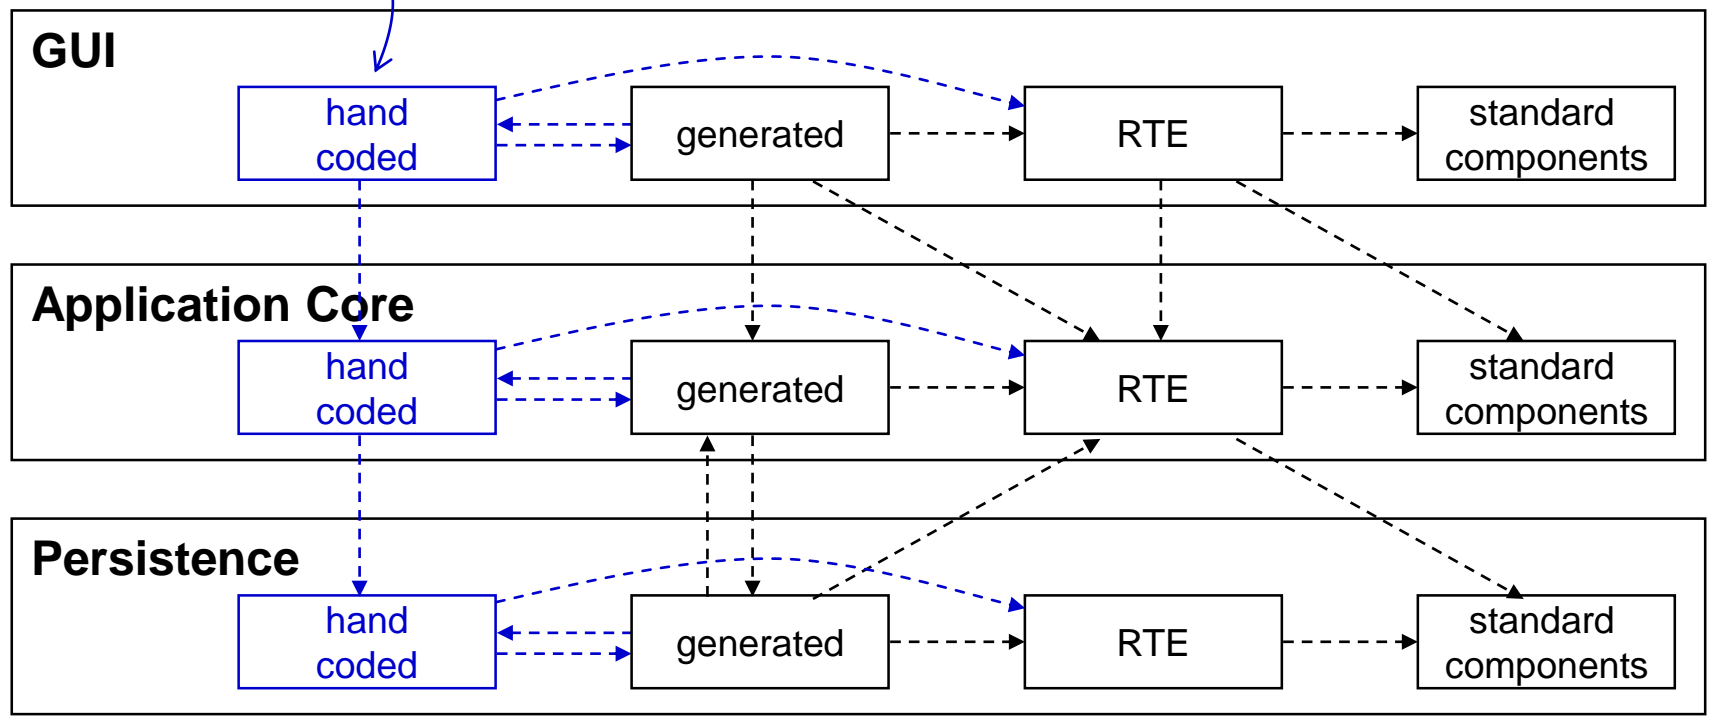 GUI
hand
coded
generated
RTE
standard
components
Application Core
hand
coded
generated
RTE
standard
components
Persistence
hand
coded
generated
RTE
standard
components